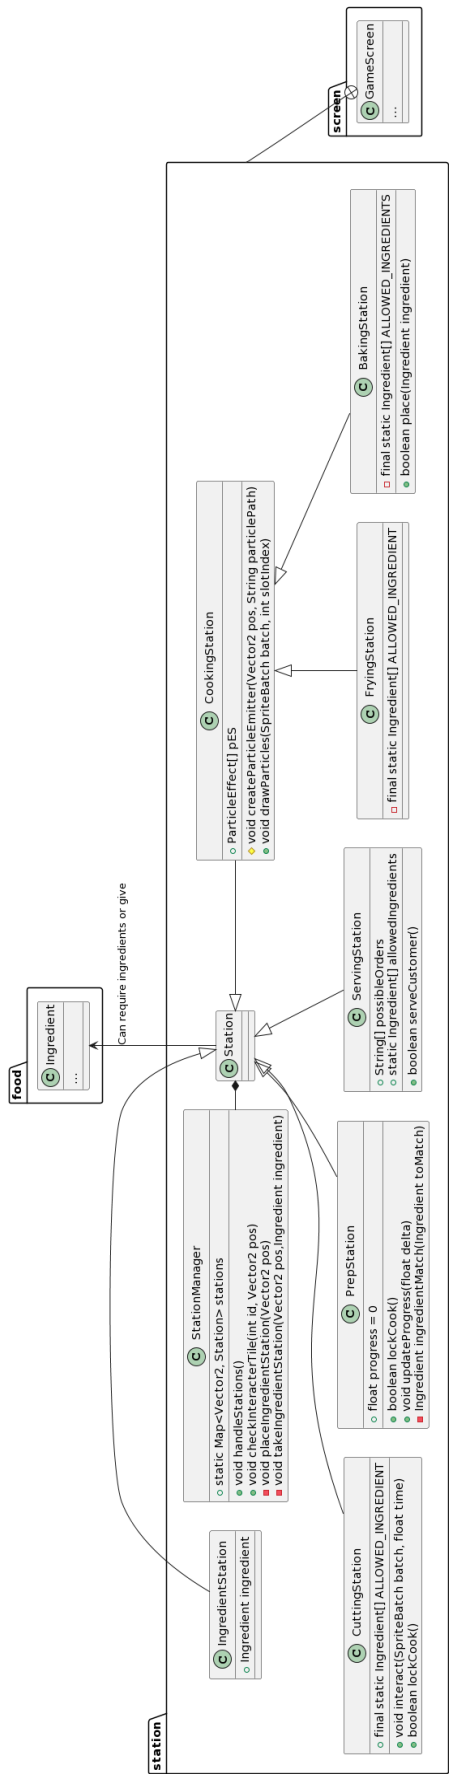 food
C Ingredient
...
Can require ingredients or give
station
C StationManager
static Map<Vector2, Station> stations
void handleStations()
void checkInteracterTile(int id, Vector2 pos)
void placeIngredientStation(Vector2 pos)
void takeIngredientStation(Vector2 pos,Ingredient ingredient)
C CookingStation
ParticleEffect[] pES
void createParticleEmitter(Vector2 pos, String particlePath)
void drawParticles(SpriteBatch batch, int slotIndex)
C IngredientStation
Ingredient ingredient
C Station
C CuttingStation
final static Ingredient[] ALLOWED_INGREDIENT
void interact(SpriteBatch batch, float time)
boolean lockCook()
C PrepStation
float progress = 0
boolean lockCook()
void updateProgress(float delta)
Ingredient ingredientMatch(Ingredient toMatch)
C ServingStation
String[] possibleOrders
static Ingredient[] allowedIngredients
boolean serveCustomer()
C FryingStation
final static Ingredient[] ALLOWED_INGREDIENT
C BakingStation
final static Ingredient[] ALLOWED_INGREDIENTS
boolean place(Ingredient ingredient)
screen
C GameScreen
...